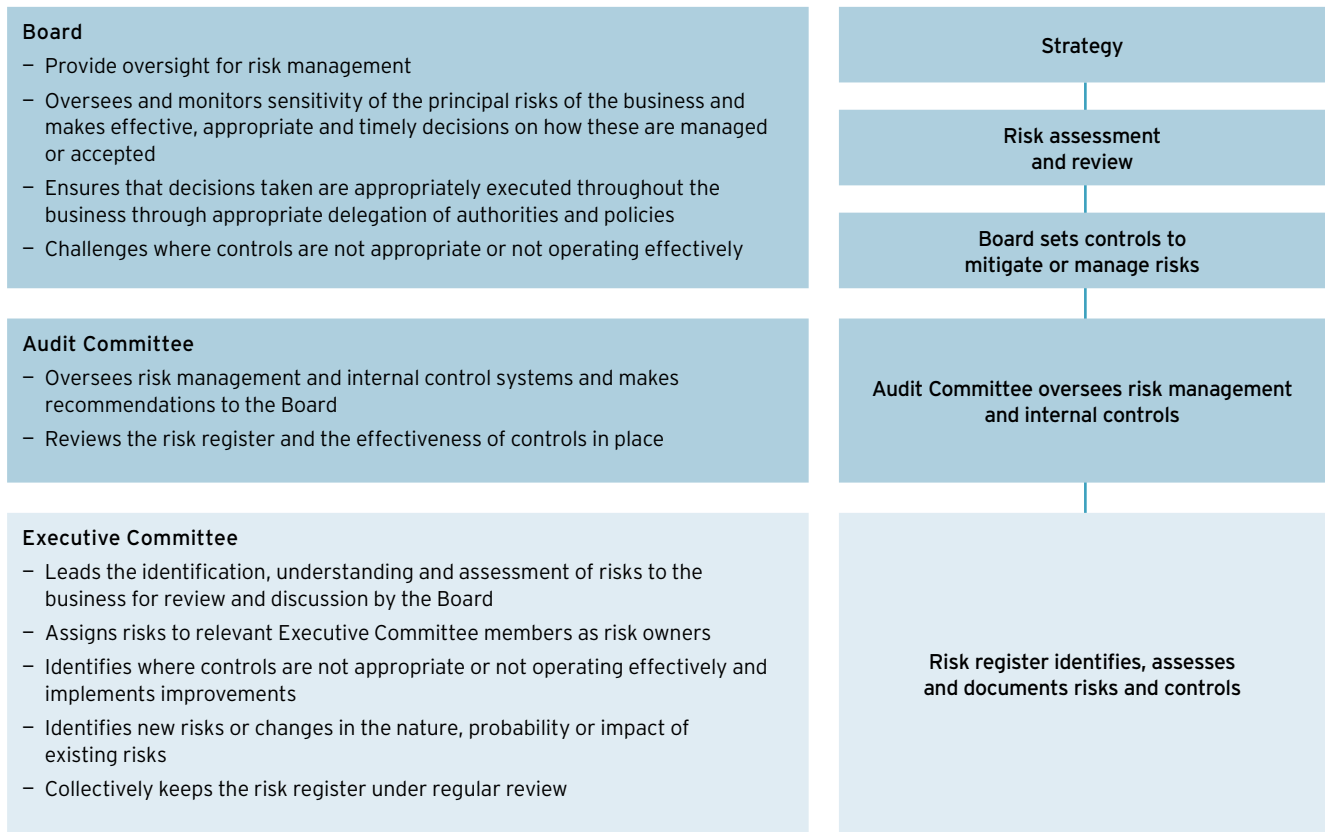 Board
– Provide oversight for risk management
– Oversees and monitors sensitivity of the principal risks of the business and
makes effective, appropriate and timely decisions on how these are managed
or accepted
– Ensures that decisions taken are appropriately executed throughout the
business through appropriate delegation of authorities and policies
– Challenges where controls are not appropriate or not operating effectively
Strategy
Risk assessment
and review
Board sets controls to
mitigate or manage risks
Audit Committee
– Oversees risk management and internal control systems and makes
recommendations to the Board
– Reviews the risk register and the effectiveness of controls in place
Audit Committee oversees risk management
and internal controls
Executive Committee
– Leads the identification, understanding and assessment of risks to the
business for review and discussion by the Board
– Assigns risks to relevant Executive Committee members as risk owners
– Identifies where controls are not appropriate or not operating effectively and
implements improvements
– Identifies new risks or changes in the nature, probability or impact of
existing risks
– Collectively keeps the risk register under regular review
Risk register identifies, assesses
and documents risks and controls